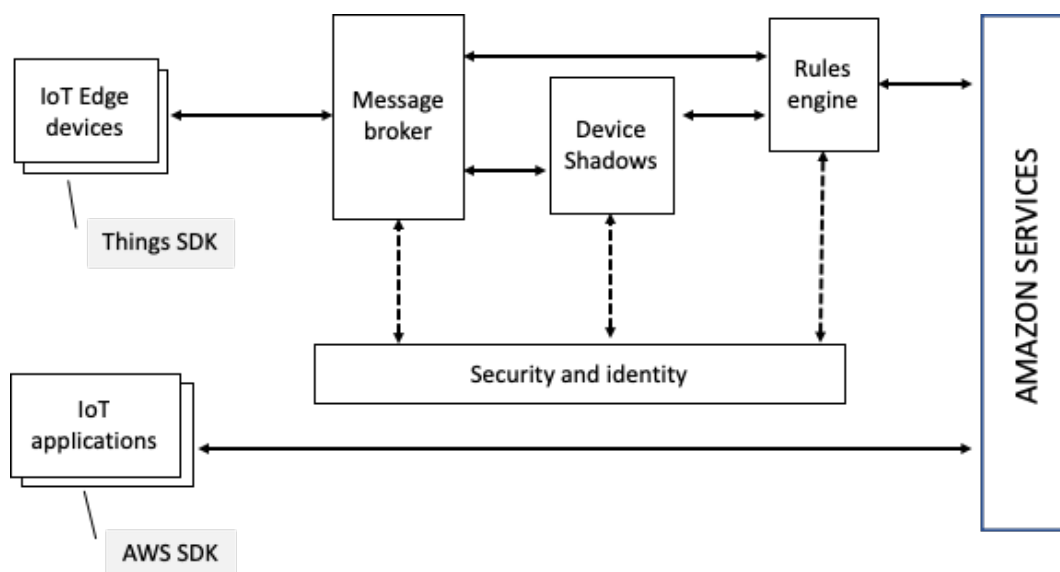 IoT Edge
devices
Things SDK
Message
broker
Device
Shadows
Rules
engine
Security and identity
IoT
applications
AWS SDK
AMAZON SERVICES